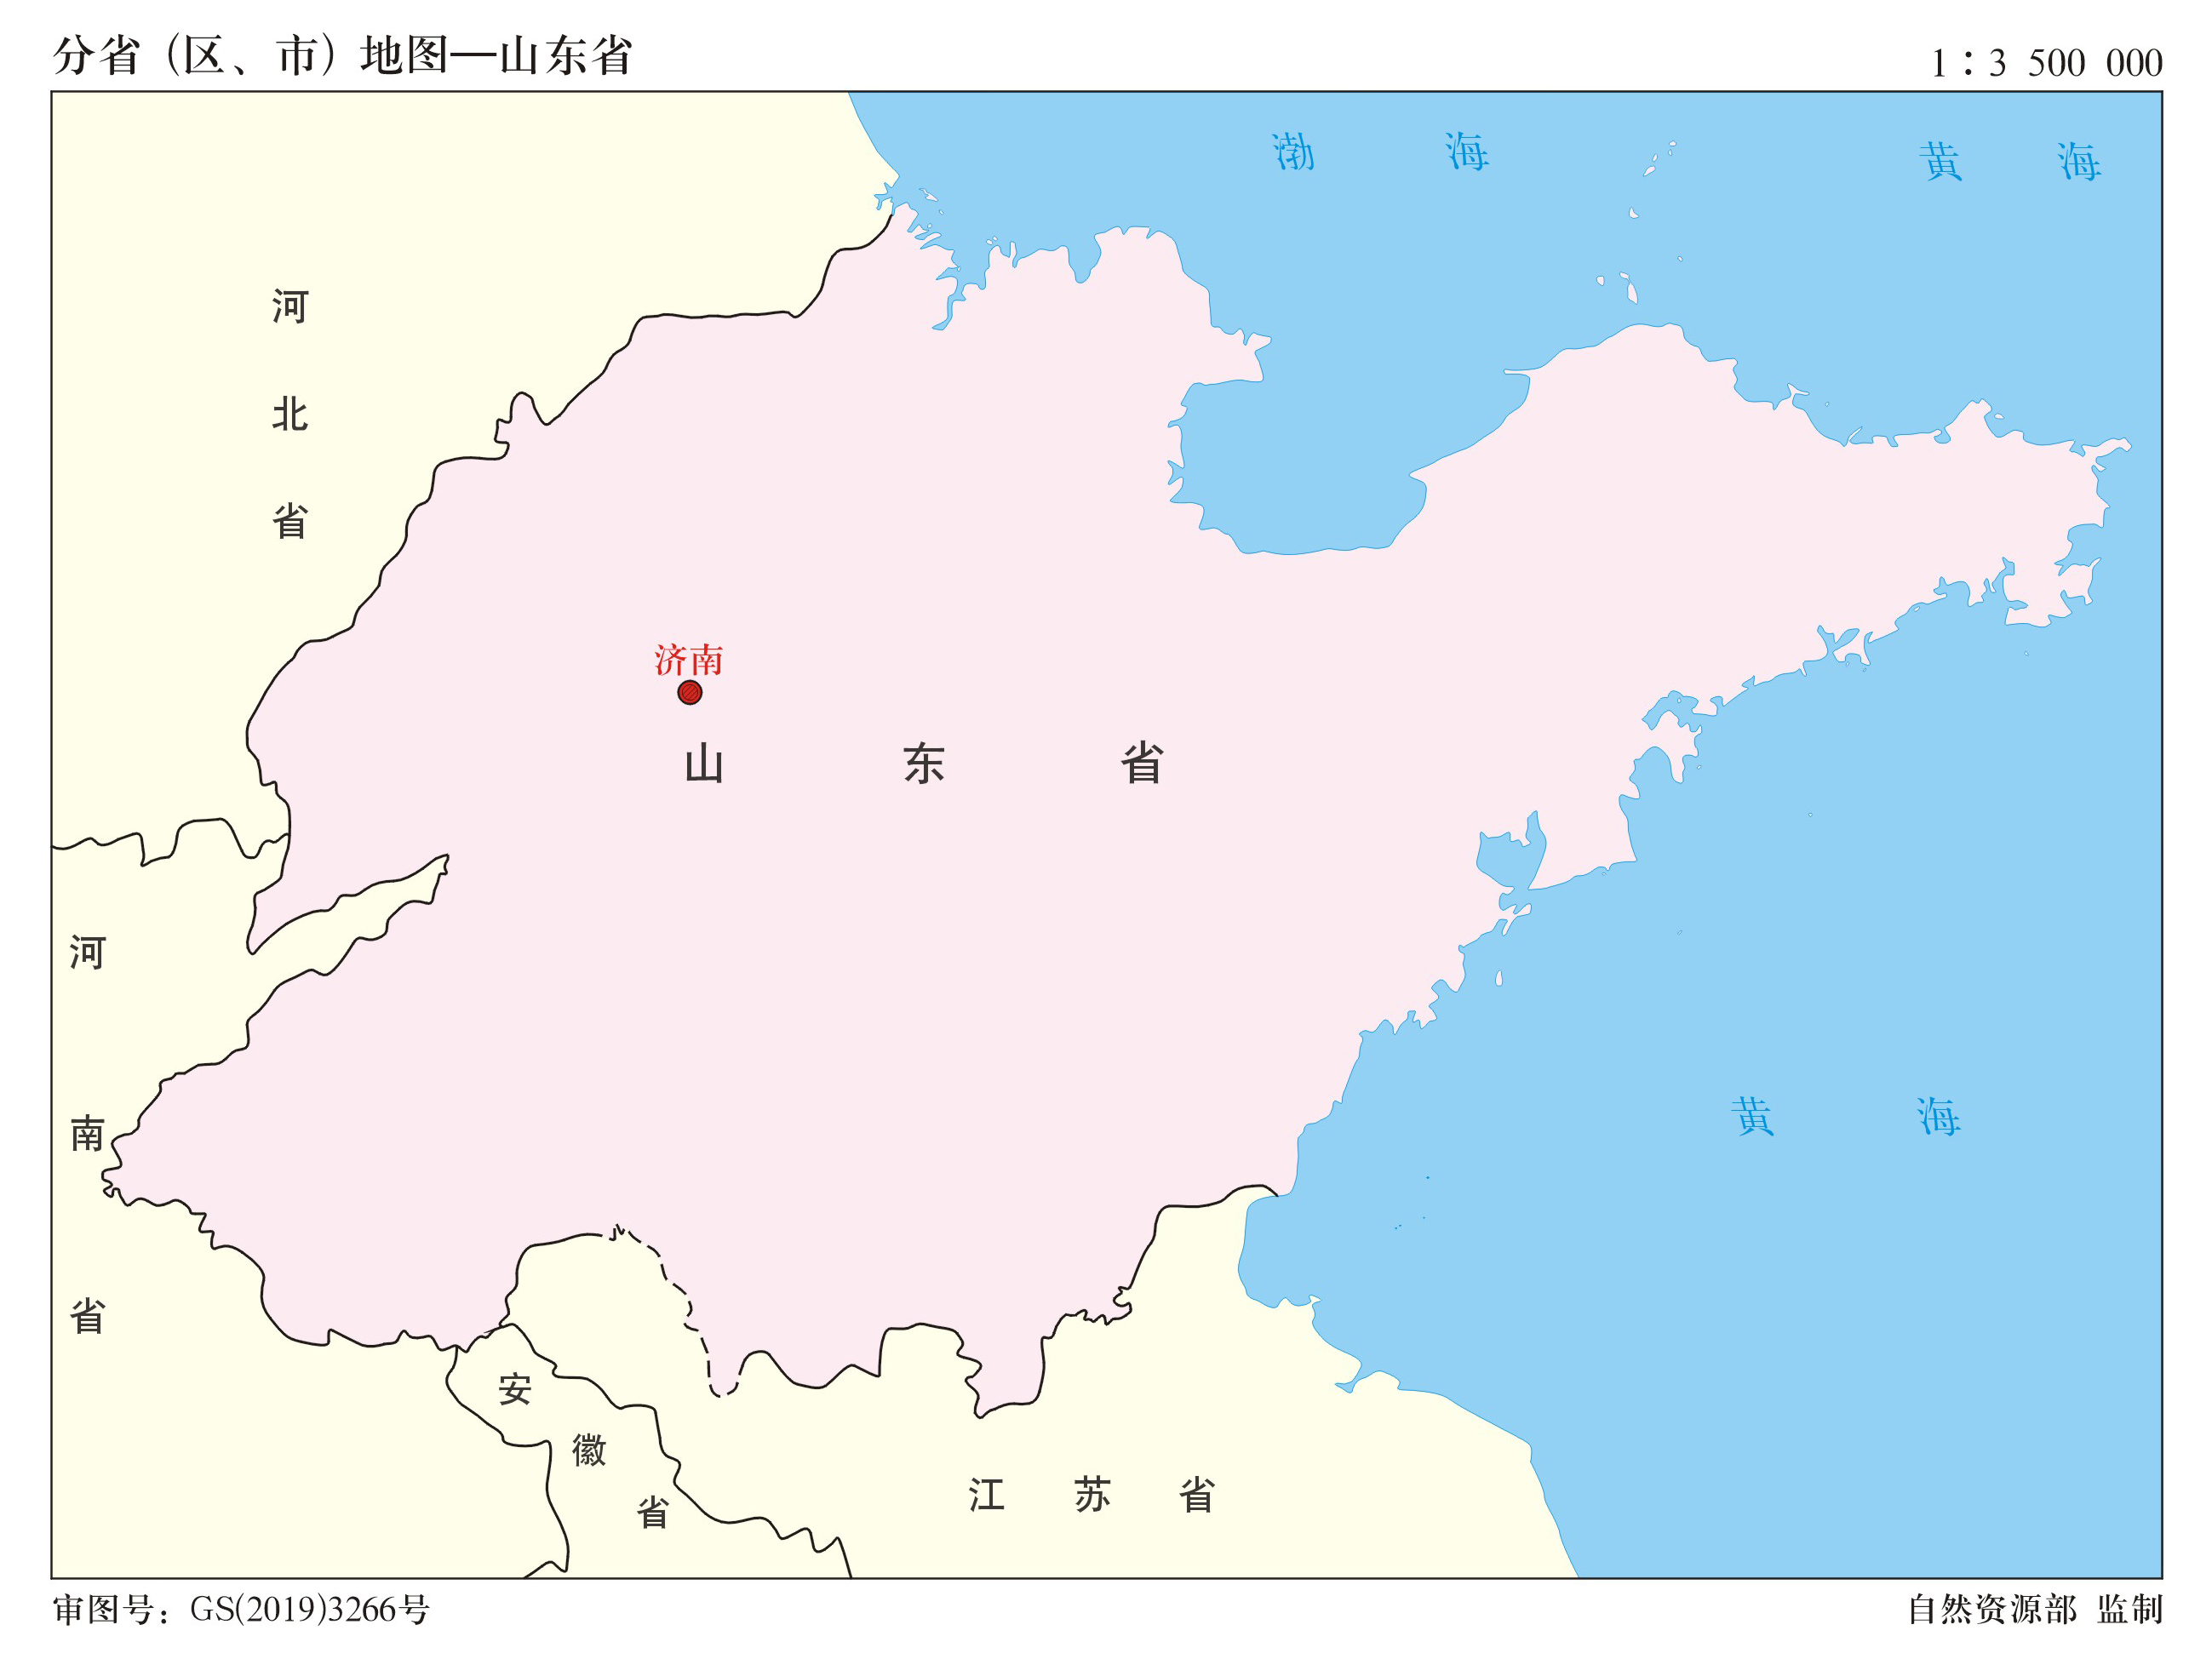 分省（区、市）地图—山东省
1：3 500 000
渤海
黄海
河北省
济南
山东省
河南省
黄海
安徽省
江苏省
审图号：GS(2019)3266号
自然资源部 监制